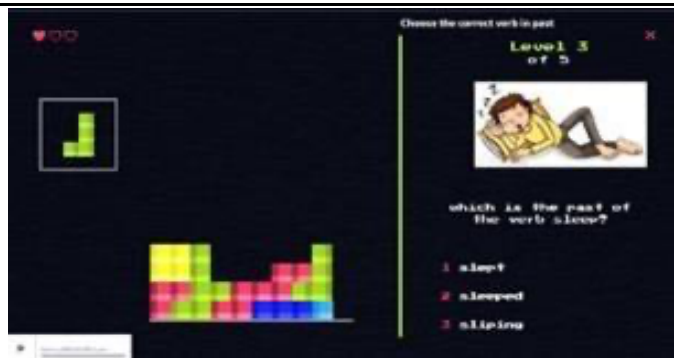 Choose the correct verb in past
Level 3
of 5
which is the past of
the verb sleep?
1 slept
2 sleeped
3 sliping